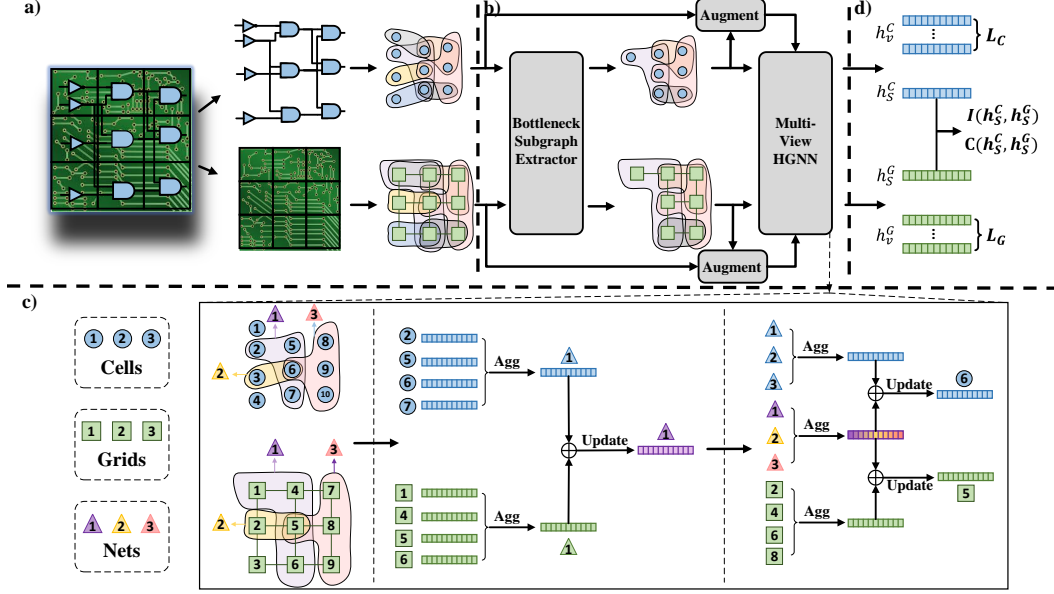 a)
b)
d)
Augment
Bottleneck
Subgraph
Extractor
Multi-
View
HGNN
Augment
h_v^C
⋮
L_C
h_S^C
I(h_S^C, h_S^G)
C(h_S^C, h_S^G)
h_S^G
h_v^G
⋮
L_G
c)
1 2 3
Cells
1 2 3
Grids
1 2 3
Nets
1 3
1
2 5 8
2 3 6 9
4 7 10
1 3
1 4 7
2 2 5 8
3 6 9
2
5
6
7
Agg
1
Update
1
1
4
5
6
Agg
1
1
2
3
Agg
Update
6
1
2
3
Agg
Update
5
2
4
6
8
Agg